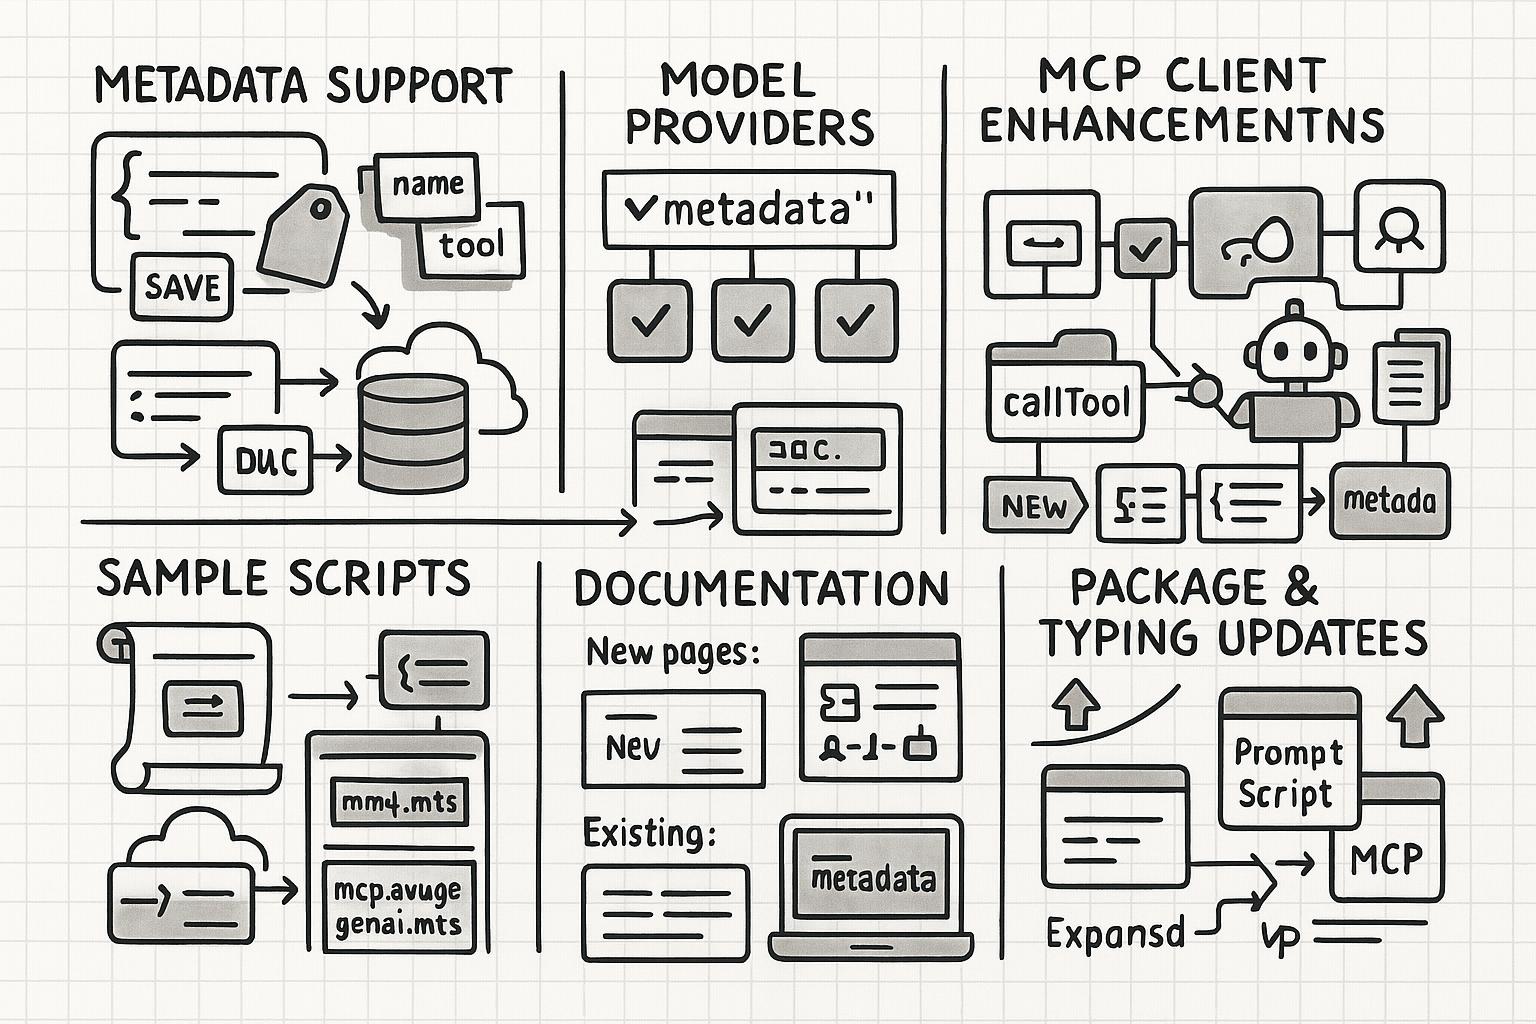 METADATA SUPPORT
name
tool
SAVE
DUC
MODEL
PROVIDERS
✓metadata"
MCP CLIENT
ENHANCEMENTNS
callTool
NEW
metada
SAMPLE SCRIPTS
mm4.mts
mcp.avuge
genai.mts
DOCUMENTATION
New pages:
Nev
Existing:
metadata
PACKAGE &
TYPING UPDATEES
Prompt
Script
MCP
Expansd
vp